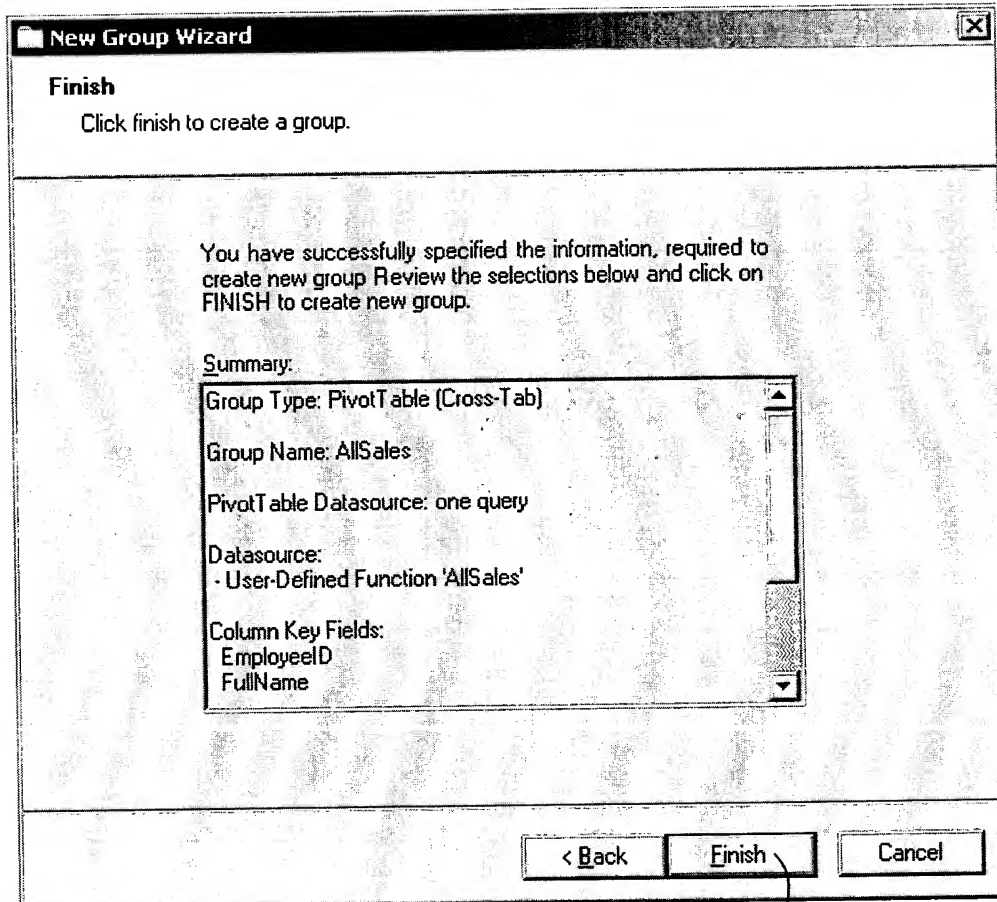 New Group Wizard
Finish
Click finish to create a group.
You have successfully specified the information, required to
create new group Review the selections below and click on
FINISH to create new group.
Summary:
Group Type: PivotTable (Cross-Tab)
Group Name: AllSales
PivotTable Datasource: one query
Datasource:
- User-Defined Function 'AllSales'
Column Key Fields:
EmployeeID
FullName
< Back
Finish
Cancel